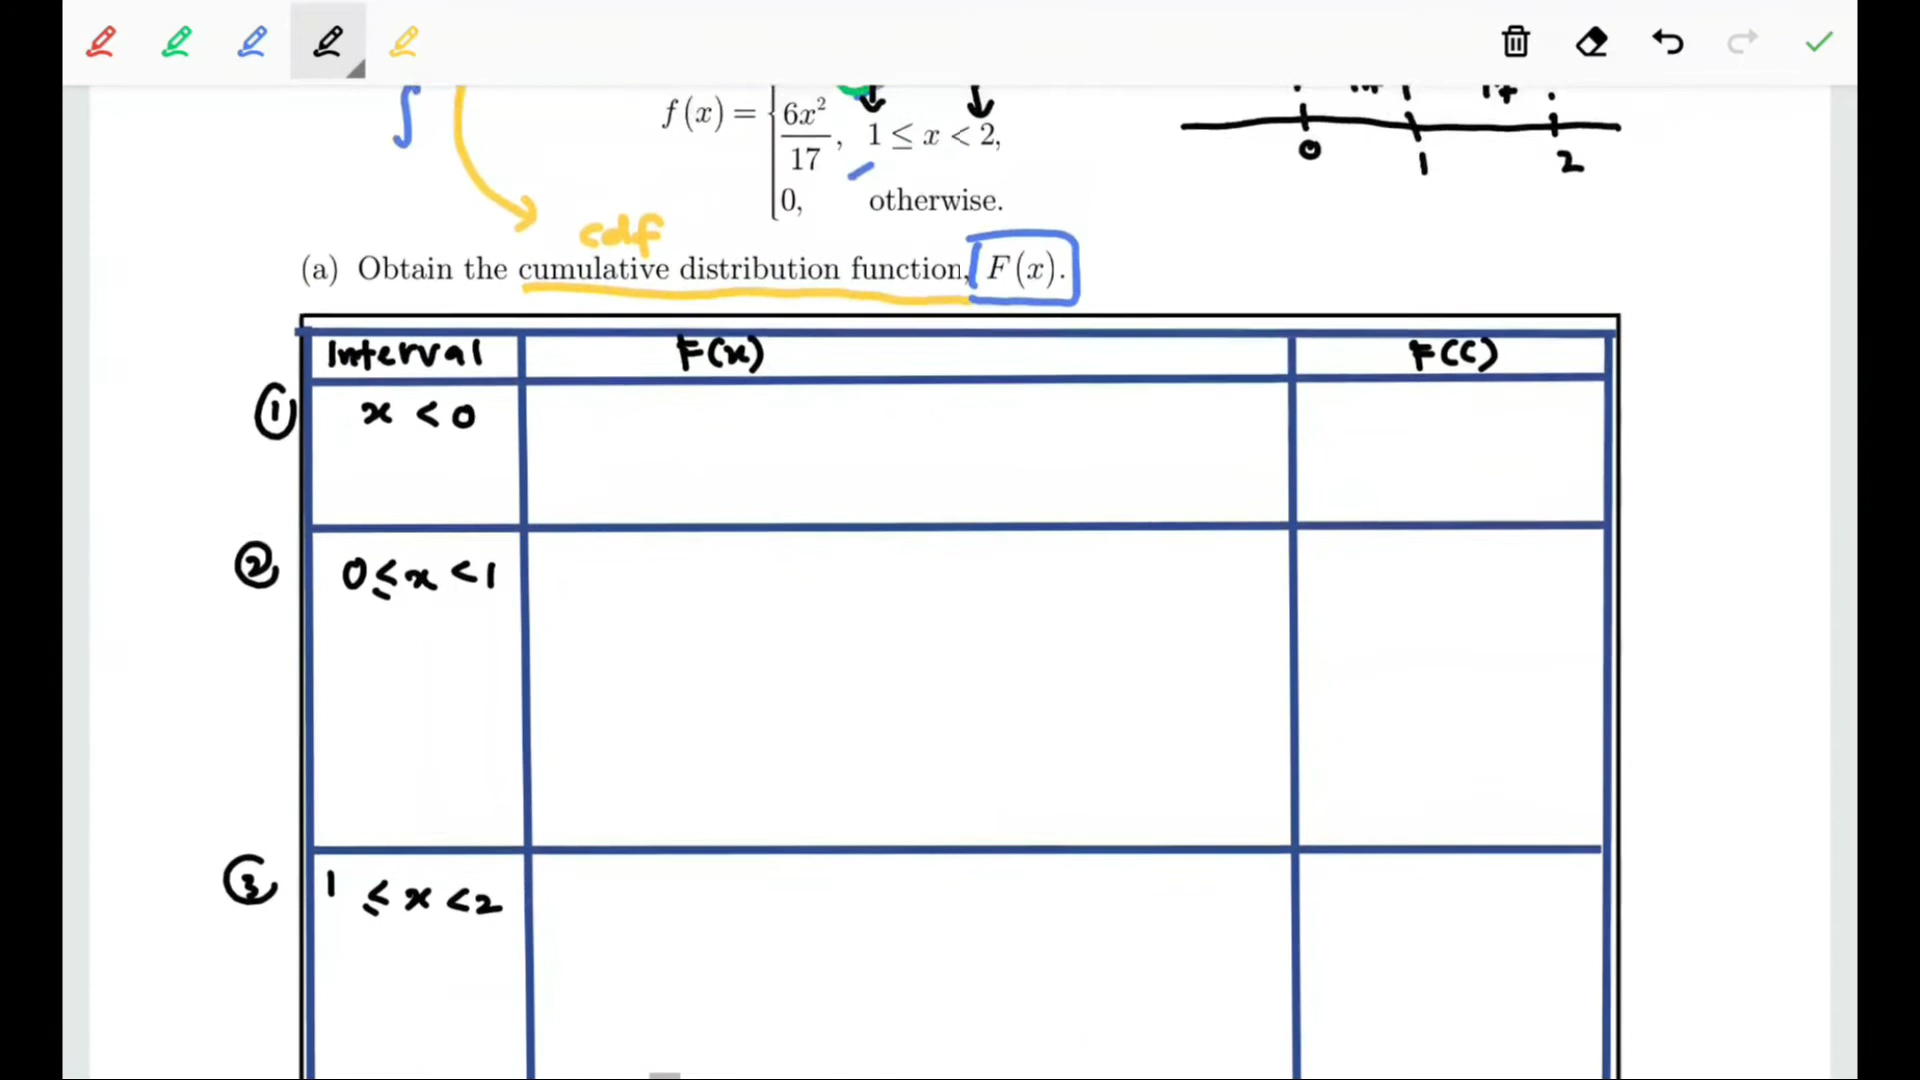 f(x) = { 6x²/17, 1 ≤ x < 2,
0, otherwise.
0 1 2
cdf
(a) Obtain the cumulative distribution function, F(x).
Interval F(x) F(c)
① x < 0
② 0 ≤ x < 1
③ 1 ≤ x < 2